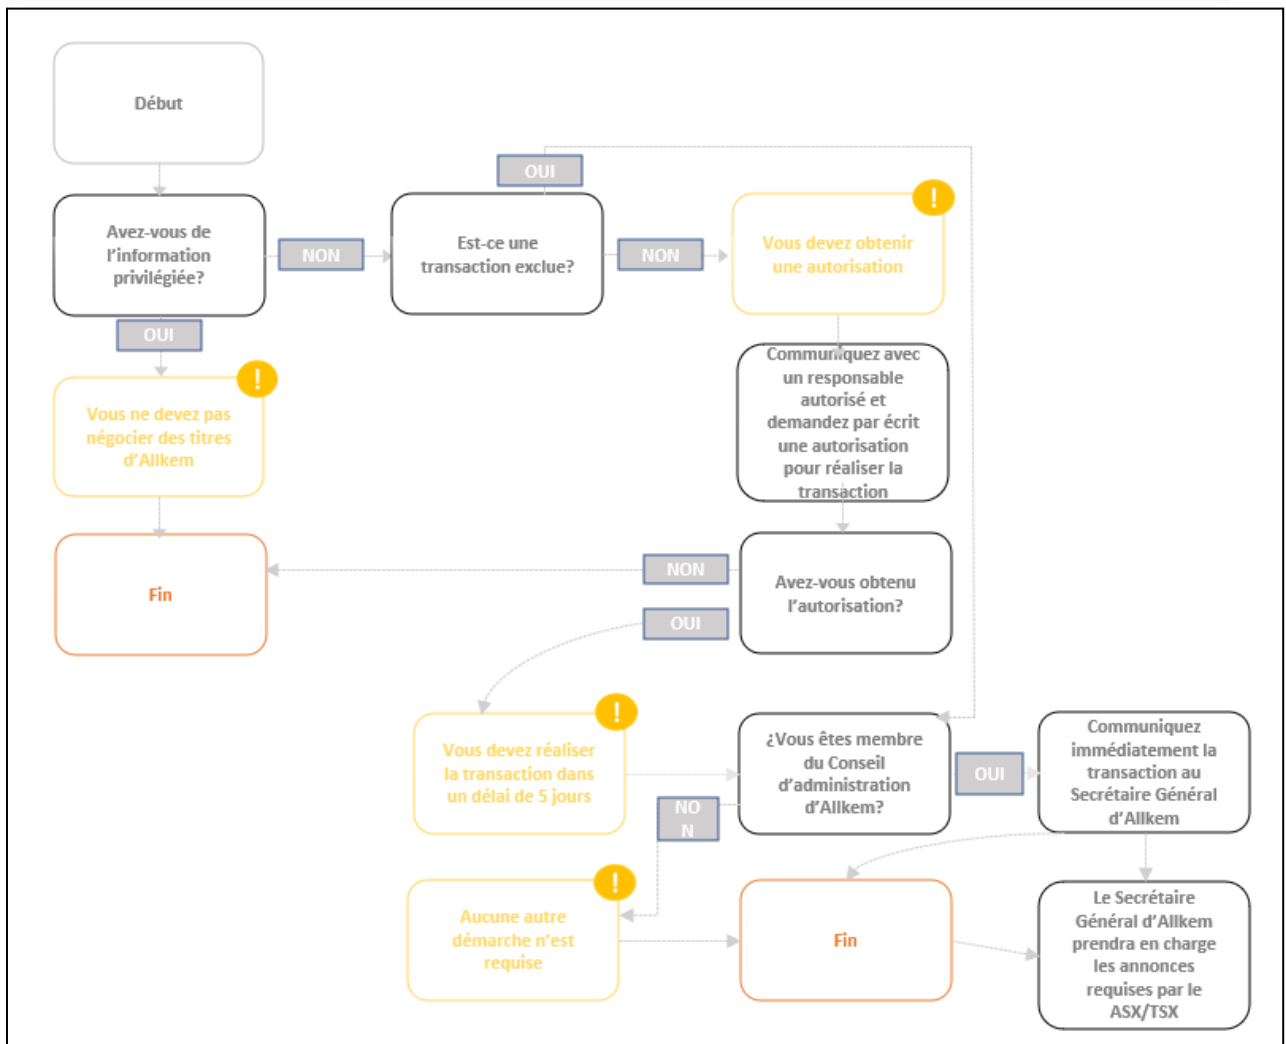 Début
OUI
Avez-vous de
l'information
privilégiée?
NON
Est-ce une
transaction exclue?
NON
!
Vous devez obtenir
une autorisation
OUI
!
Vous ne devez pas
négocier des titres
d'Allkem
Communiquez avec
un responsable
autorisé et
demandez par écrit
une autorisation
pour réaliser la
transaction
Fin
NON
Avez-vous obtenu
l'autorisation?
OUI
!
Vous devez réaliser
la transaction dans
un délai de 5 jours
¿Vous êtes membre
du Conseil
d'administration
d'Allkem?
OUI
Communiquez
immédiatement la
transaction au
Secrétaire Général
d'Allkem
NO
N
!
Aucune autre
démarche n'est
requise
Fin
Le Secrétaire
Général d'Allkem
prendra en charge
les annonces
requises par le
ASX/TSX